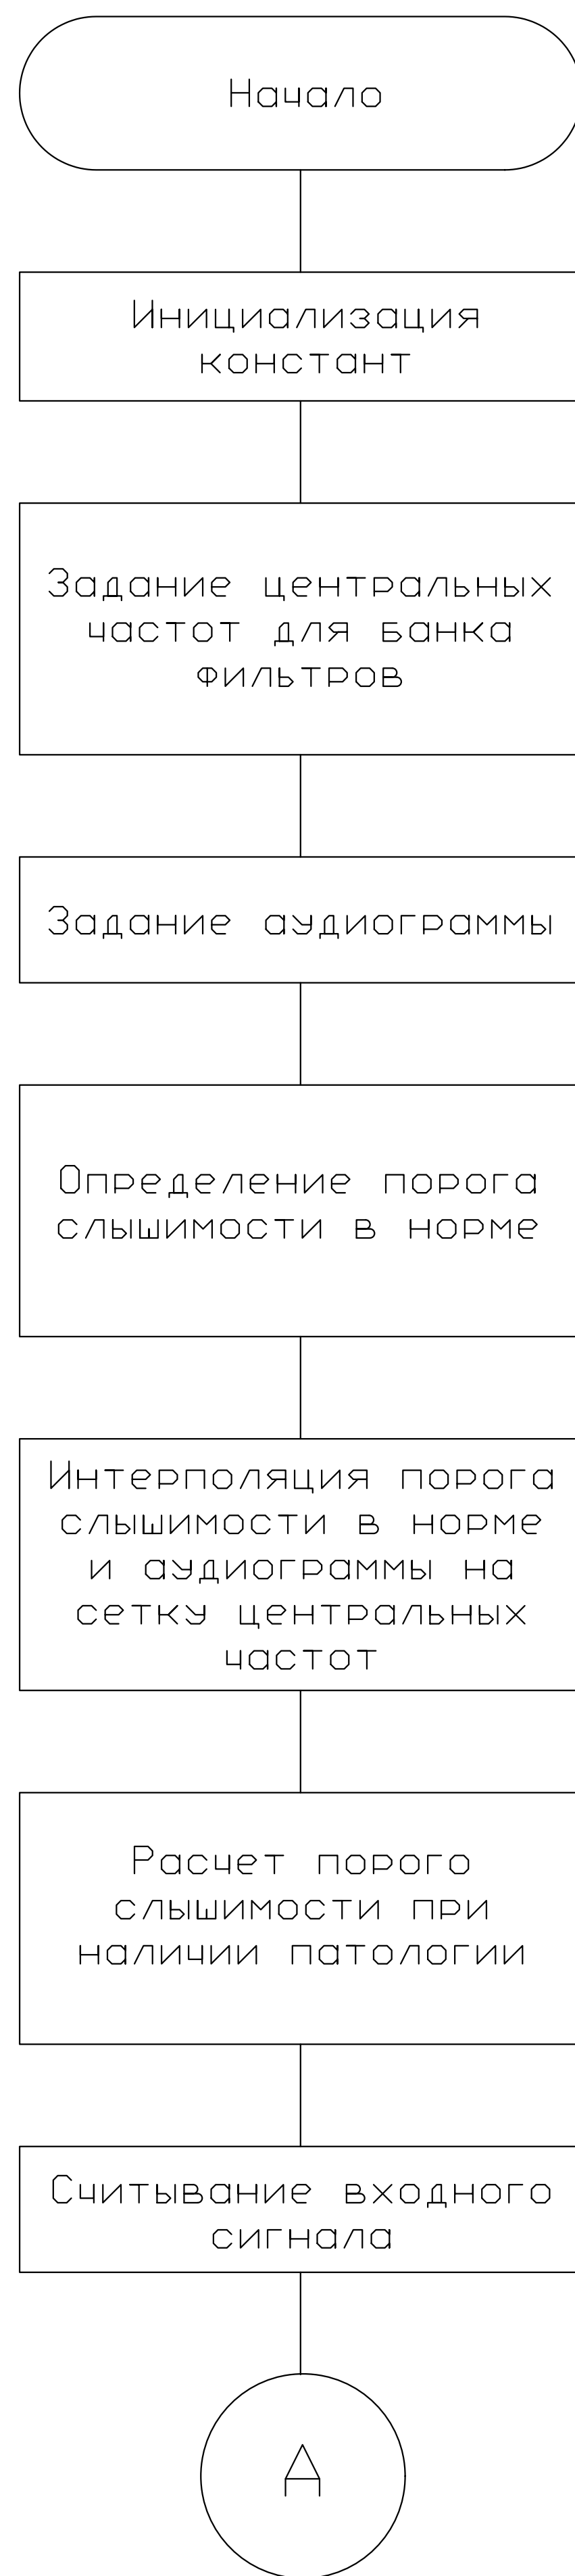 Начало
Инициализация
констант
Задание центральных
частот для банка
фильтров
Задание аудиограммы
Определение порога
слышимости в норме
Интерполяция порога
слышимости в норме
и аудиограммы на
сетку центральных
частот
Расчет порого
слышимости при
наличии патологии
Считывание входного
сигнала
А